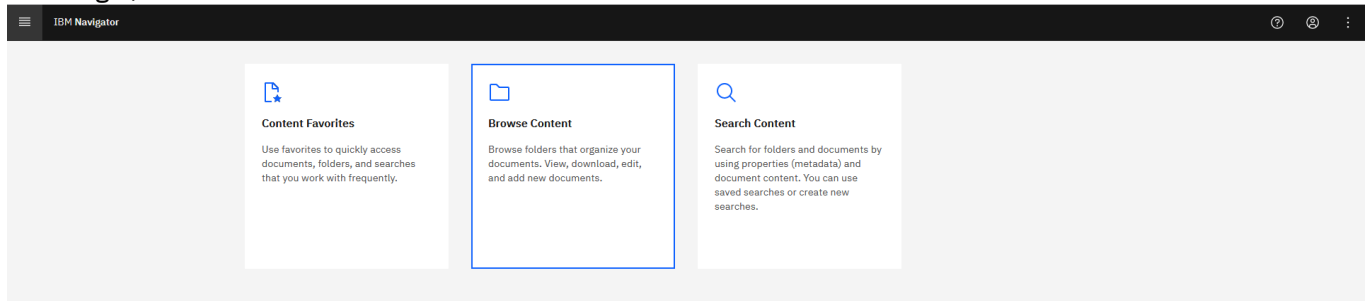 IBM Navigator
Content Favorites
Use favorites to quickly access
documents, folders, and searches
that you work with frequently.
Browse Content
Browse folders that organize your
documents. View, download, edit,
and add new documents.
Search Content
Search for folders and documents by
using properties (metadata) and
document content. You can use
saved searches or create new
searches.